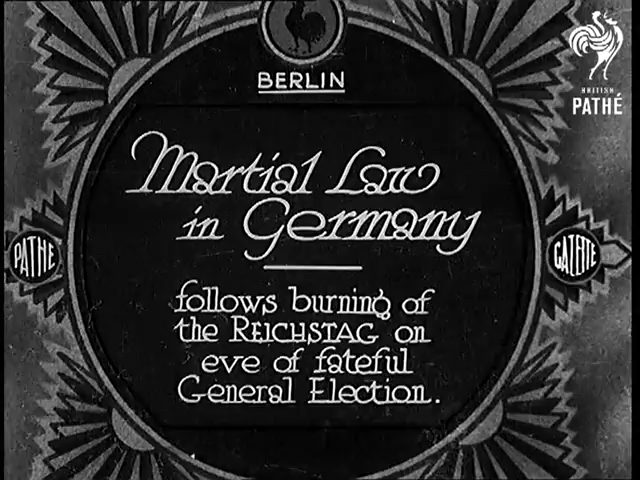 BERLIN
BRITISH
PATHÉ
Martial Law
in Germany
PATHE
GAZETTE
follows burning of
the REICHSTAG on
eve of fateful
General Election.